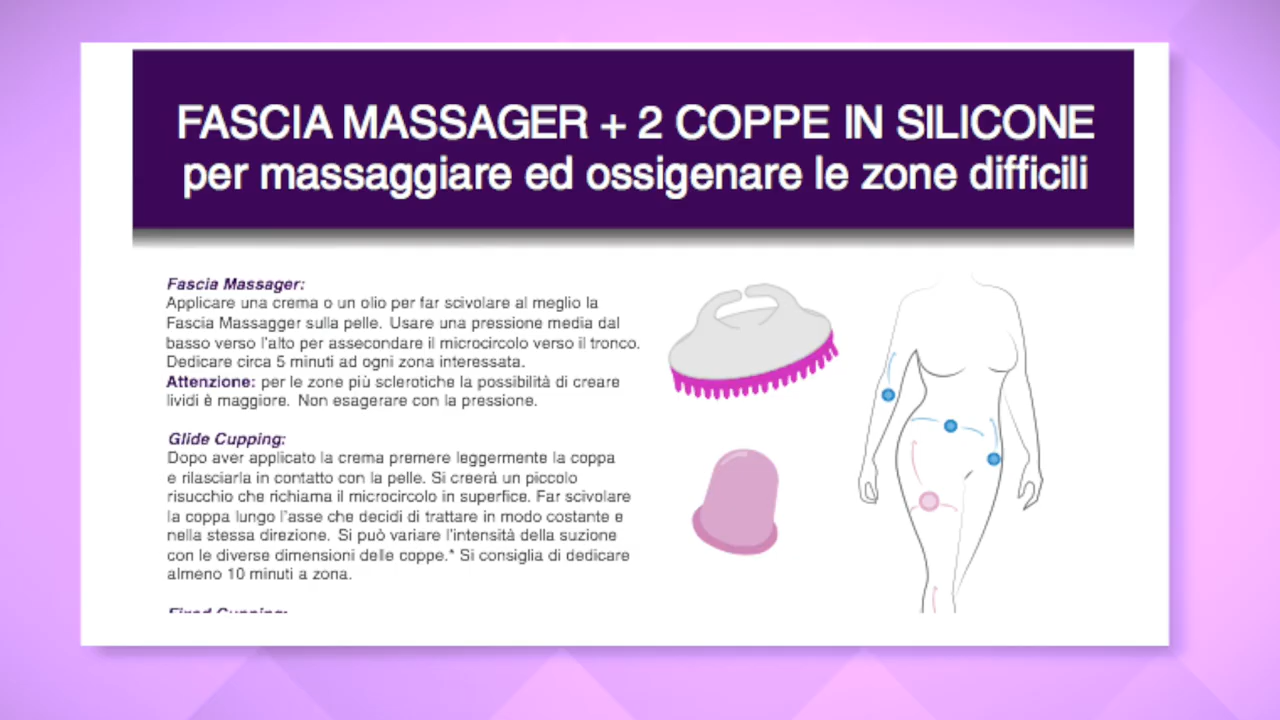 FASCIA MASSAGER + 2 COPPE IN SILICONE
per massaggiare ed ossigenare le zone difficili
Fascia Massager:
Applicare una crema o un olio per far scivolare al meglio la
Fascia Massagger sulla pelle. Usare una pressione media dal
basso verso l'alto per assecondare il microcircolo verso il tronco.
Dedicare circa 5 minuti ad ogni zona interessata.
Attenzione: per le zone più sclerotiche la possibilità di creare
lividi è maggiore. Non esagerare con la pressione.
Glide Cupping:
Dopo aver applicato la crema premere leggermente la coppa
e rilasciarla in contatto con la pelle. Si creerà un piccolo
risucchio che richiama il microcircolo in superfice. Far scivolare
la coppa lungo l'asse che decidi di trattare in modo costante e
nella stessa direzione. Si può variare l'intensità della suzione
con le diverse dimensioni delle coppe.* Si consiglia di dedicare
almeno 10 minuti a zona.